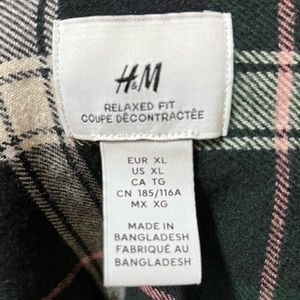 H&M
RELAXED FIT
COUPE DÉCONTRACTÉE
EUR XL
US XL
CA TG
CN 185/116A
MX XG
MADE IN
BANGLADESH
FABRIQUÉ AU
BANGLADESH